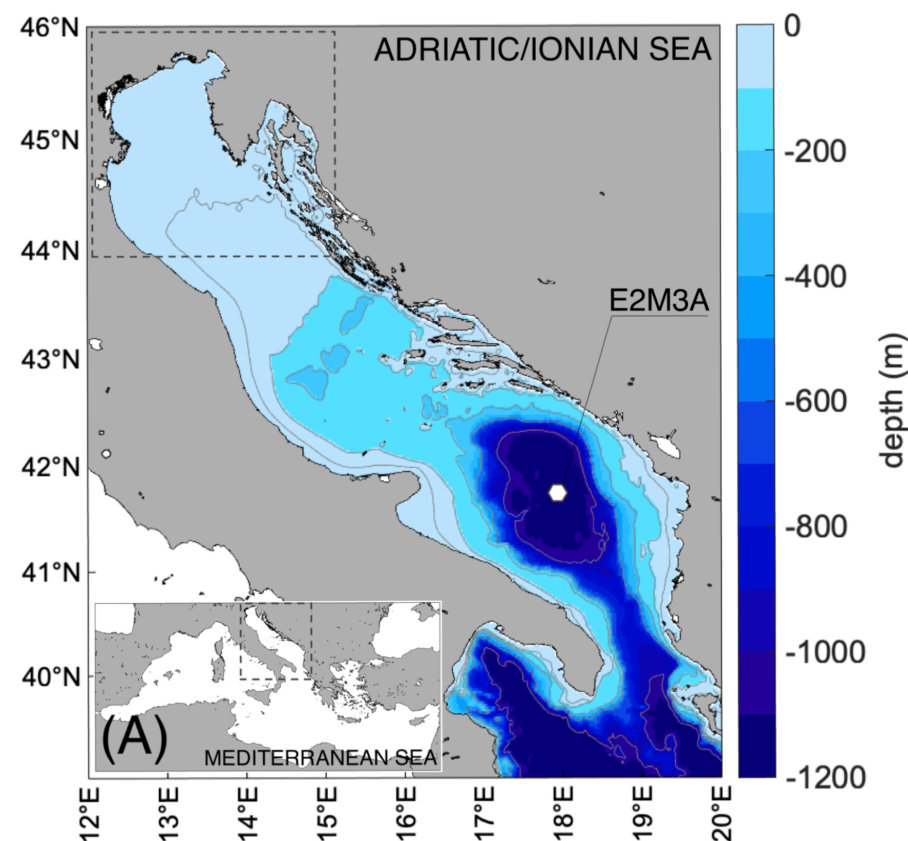 ADRIATIC/IONIAN SEA
46°N
45°N
44°N
43°N
42°N
41°N
40°N
E2M3A
(A)
MEDITERRANEAN SEA
12°E
13°E
14°E
15°E
16°E
17°E
18°E
19°E
20°E
0
-200
-400
-600
-800
-1000
-1200
depth (m)